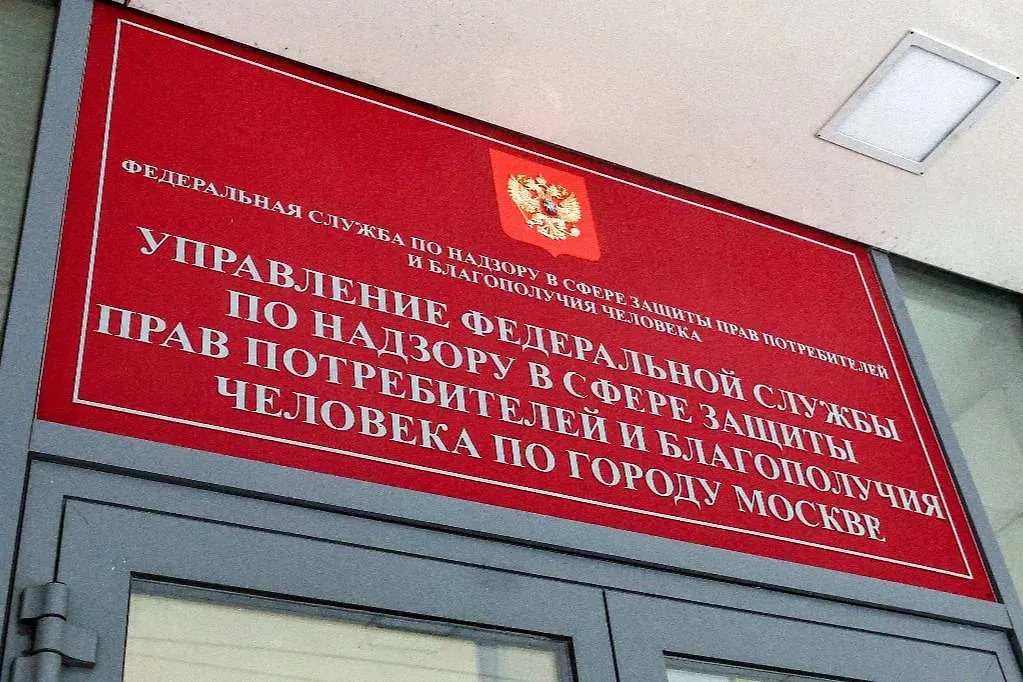 ФЕДЕРАЛЬНАЯ СЛУЖБА ПО НАДЗОРУ В СФЕРЕ ЗАЩИТЫ ПРАВ ПОТРЕБИТЕЛЕЙ
И БЛАГОПОЛУЧИЯ ЧЕЛОВЕКА
УПРАВЛЕНИЕ ФЕДЕРАЛЬНОЙ СЛУЖБЫ
ПО НАДЗОРУ В СФЕРЕ ЗАЩИТЫ
ПРАВ ПОТРЕБИТЕЛЕЙ И БЛАГОПОЛУЧИЯ
ЧЕЛОВЕКА ПО ГОРОДУ МОСКВЕ